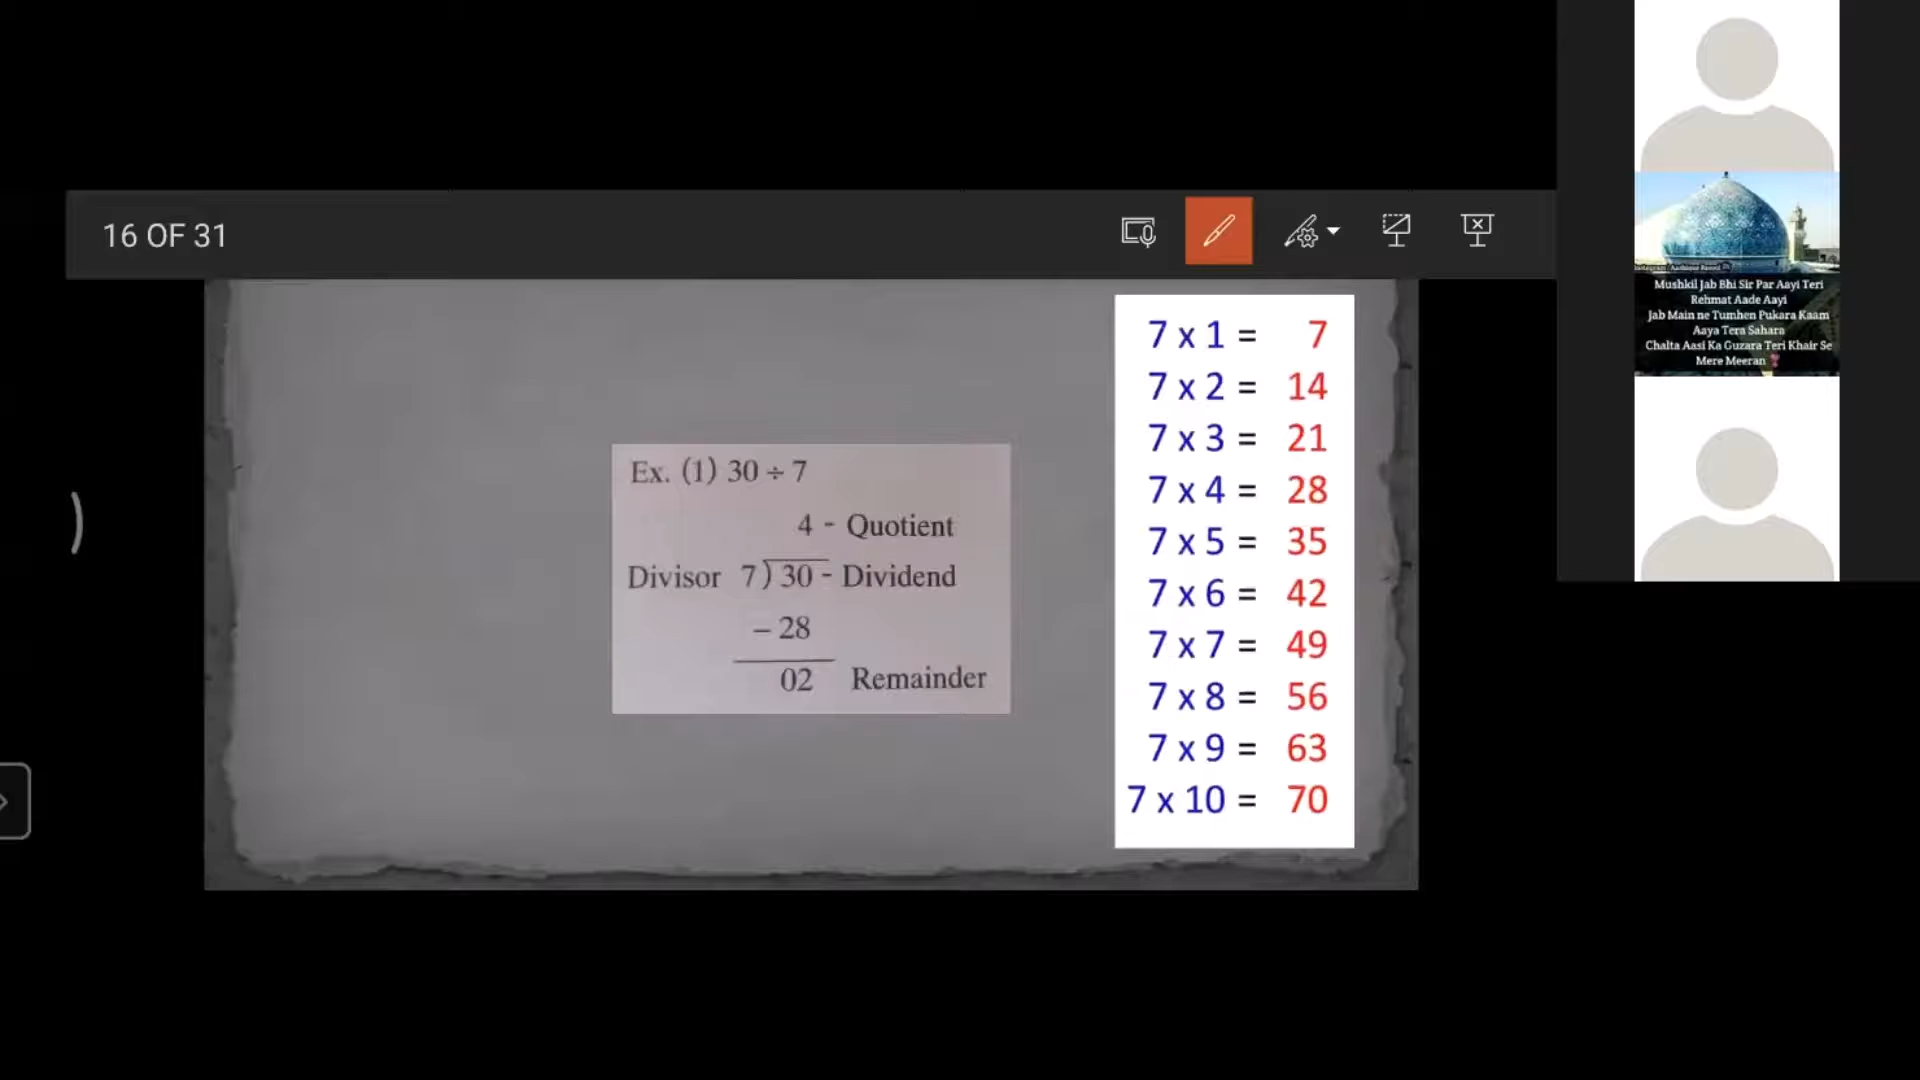 16 OF 31
Ex. (1) 30 ÷ 7
4 - Quotient
Divisor 7)30 - Dividend
– 28
02 Remainder
7 x 1 = 7
7 x 2 = 14
7 x 3 = 21
7 x 4 = 28
7 x 5 = 35
7 x 6 = 42
7 x 7 = 49
7 x 8 = 56
7 x 9 = 63
7 x 10 = 70
Mushkil Jab Bhi Sir Par Aayi Teri
Rehmat Aade Aayi
Jab Main ne Tumhen Pukara Kaam
Aaya Tera Sahara
Chalta Aasi Ka Guzara Teri Khair Se
Mere Meeran